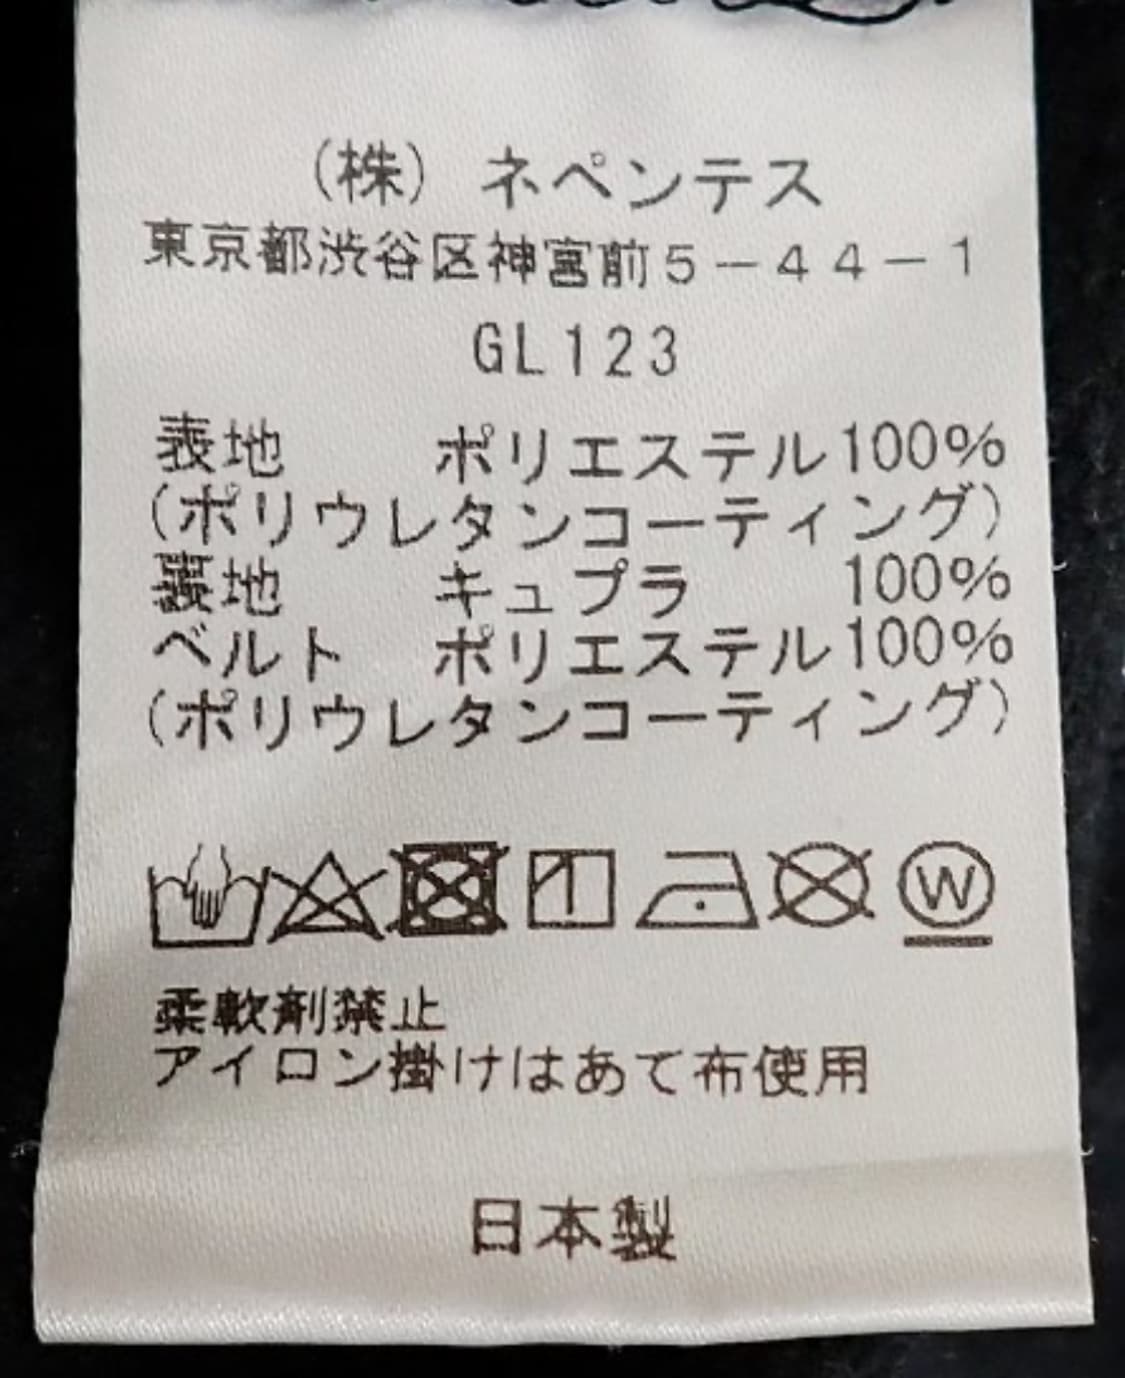 （株）ネペンテス
東京都渋谷区神宮前５－４４－１
GL123
表地 ポリエステル100%
（ポリウレタンコーティング）
裏地 キュプラ 100%
ベルト ポリエステル100%
（ポリウレタンコーティング）
W
柔軟剤禁止
アイロン掛けはあて布使用
日本製